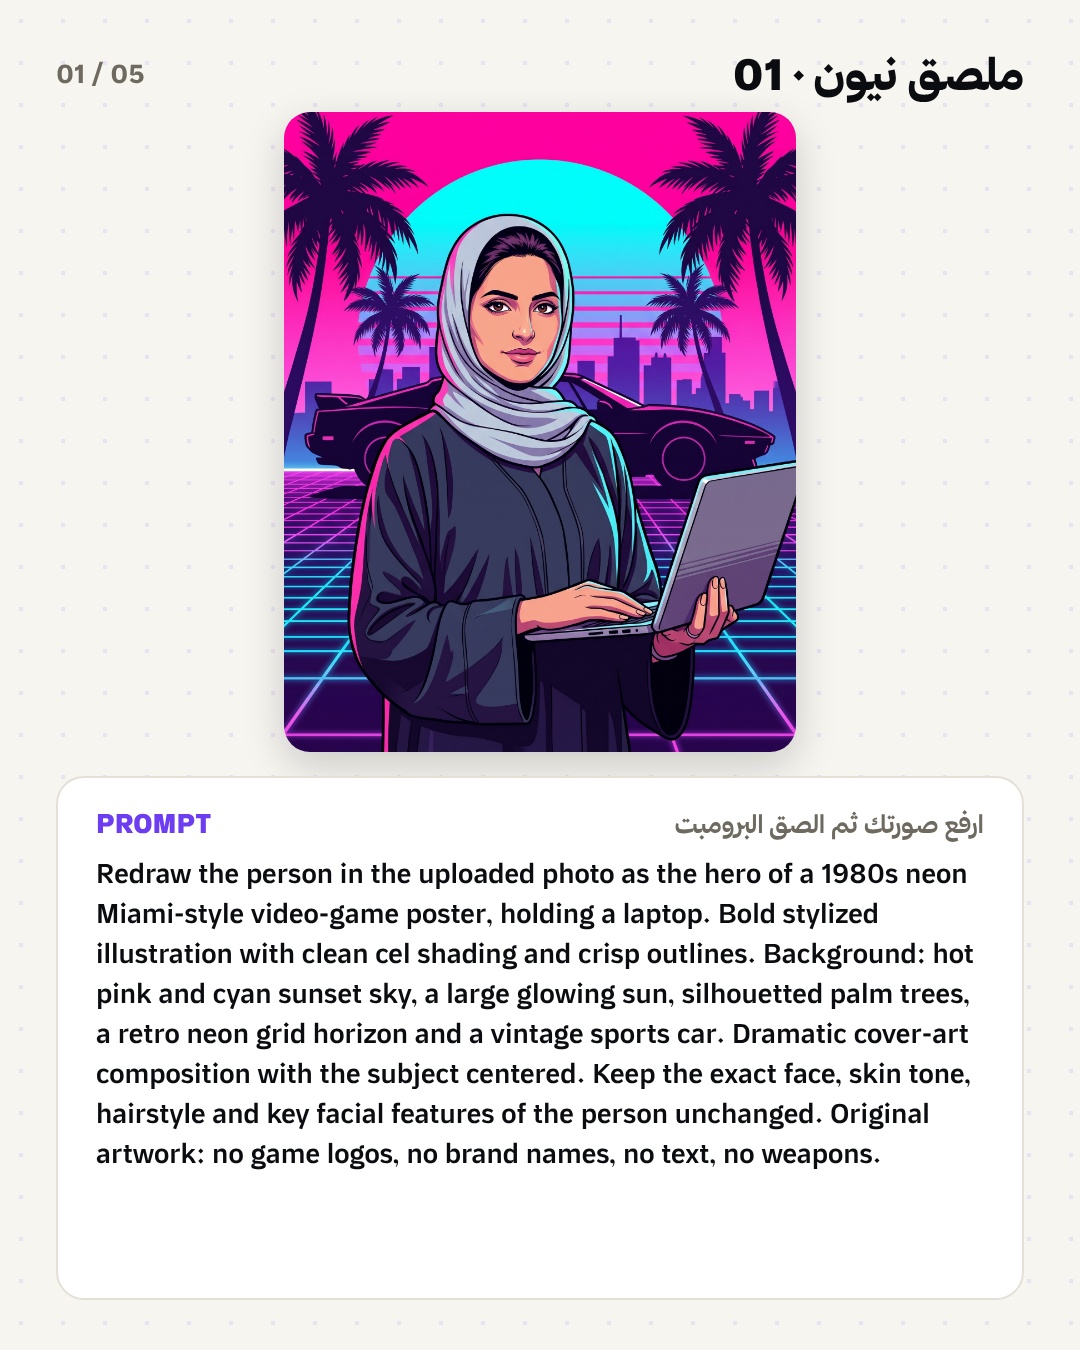 ملصق نيون · 01
01 / 05
PROMPT
ارفع صورتك ثم الصق البرومبت
Redraw the person in the uploaded photo as the hero of a 1980s neon
Miami-style video-game poster, holding a laptop. Bold stylized
illustration with clean cel shading and crisp outlines. Background: hot
pink and cyan sunset sky, a large glowing sun, silhouetted palm trees,
a retro neon grid horizon and a vintage sports car. Dramatic cover-art
composition with the subject centered. Keep the exact face, skin tone,
hairstyle and key facial features of the person unchanged. Original
artwork: no game logos, no brand names, no text, no weapons.